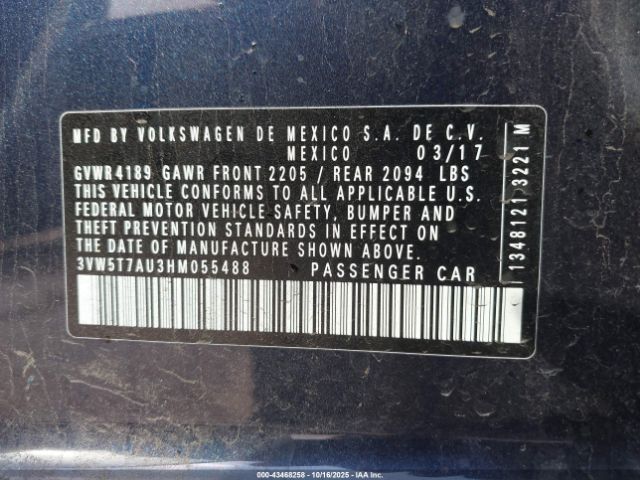 MFD BY VOLKSWAGEN DE MEXICO S.A. DE C.V.
MEXICO 03/17
GVWR4189 GAWR FRONT 2205 / REAR 2094 LBS
THIS VEHICLE CONFORMS TO ALL APPLICABLE U.S.
FEDERAL MOTOR VEHICLE-SAFETY, BUMPER AND
THEFT PREVENTION STANDARDS IN EFFECT ON
THE DATE OF MANUFACTURE SHOWN ABOVE.
3VW5T7AU3HM055488 PASSENGER CAR
1348T121 3221 M
000-43468258 - 10/16/2025 - IAAI, Inc.